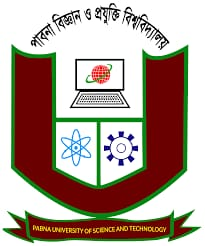 পাবনা বিজ্ঞান ও প্রযুক্তি বিশ্ববিদ্যালয়
PABNA UNIVERSITY OF SCIENCE AND TECHNOLOGY